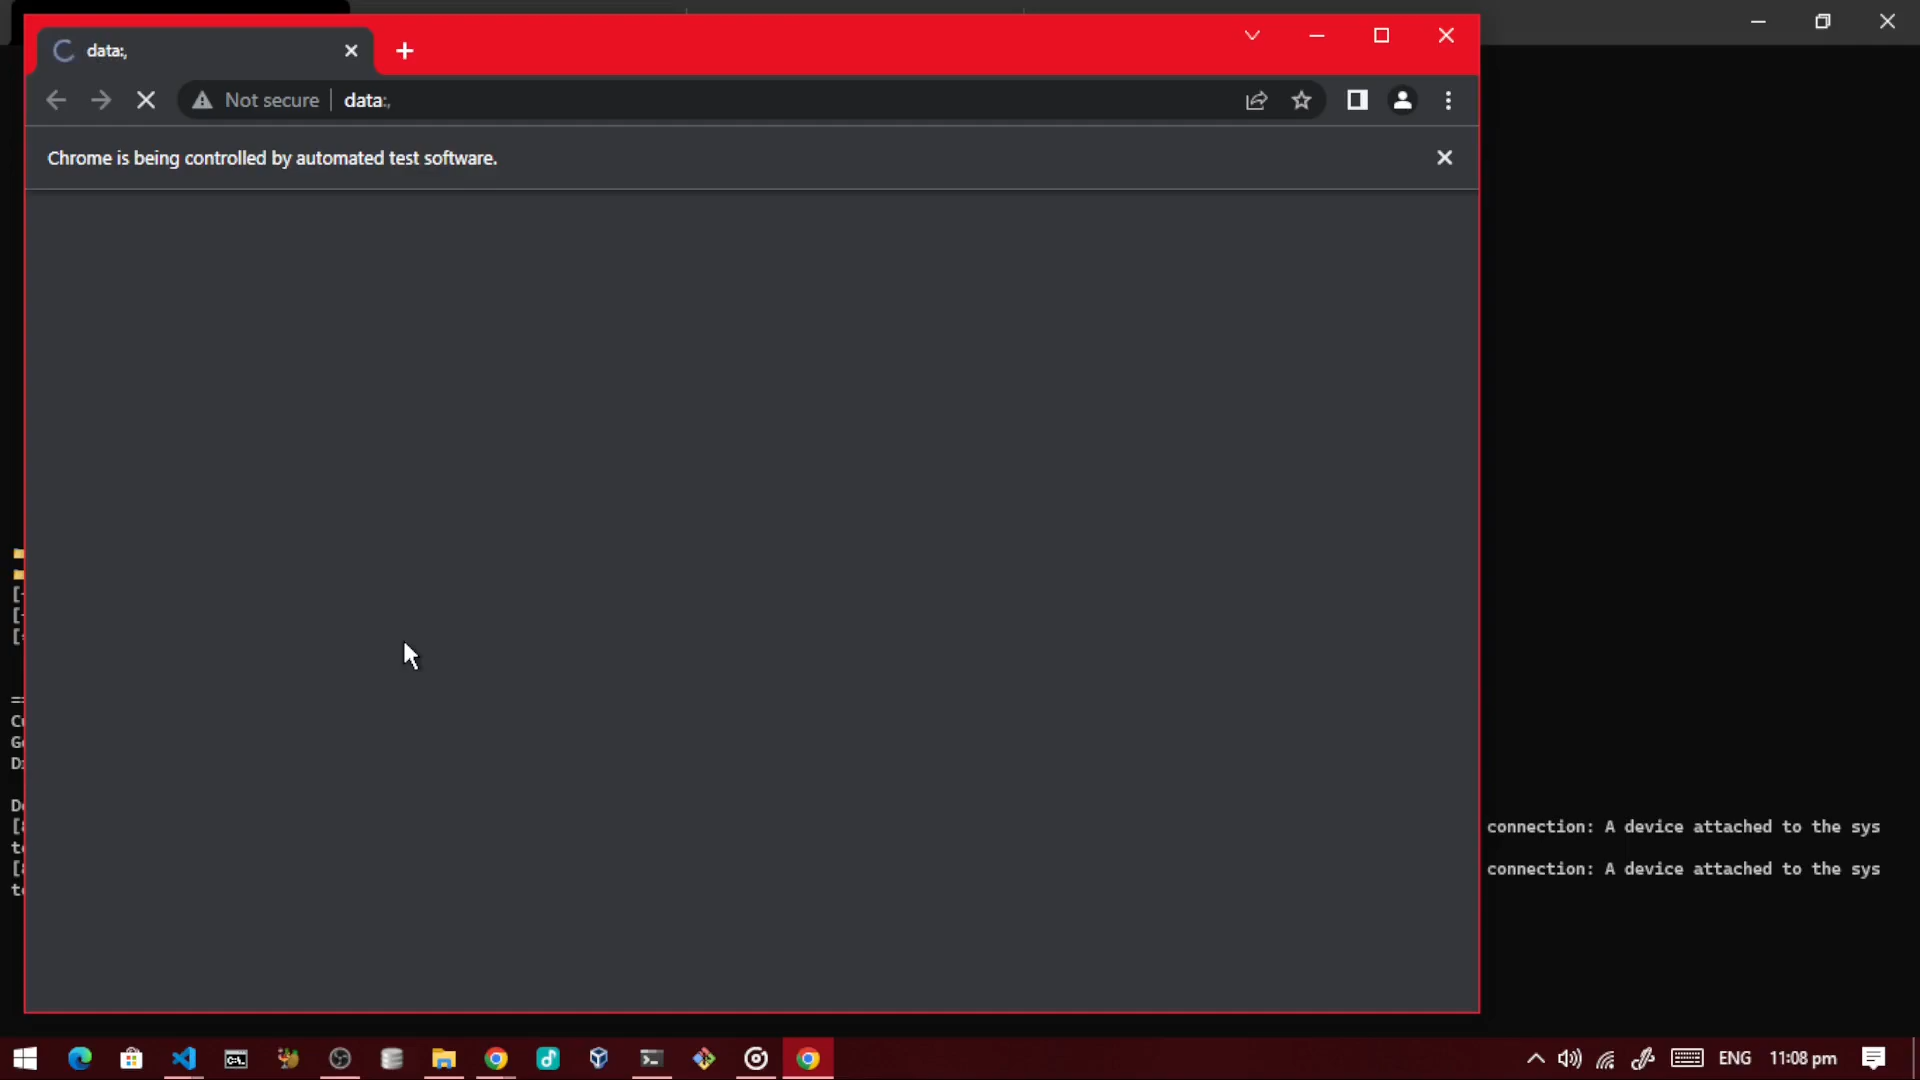 data:,
Not secure
data:,
Chrome is being controlled by automated test software.
connection: A device attached to the sys
connection: A device attached to the sys
ENG
11:08 pm